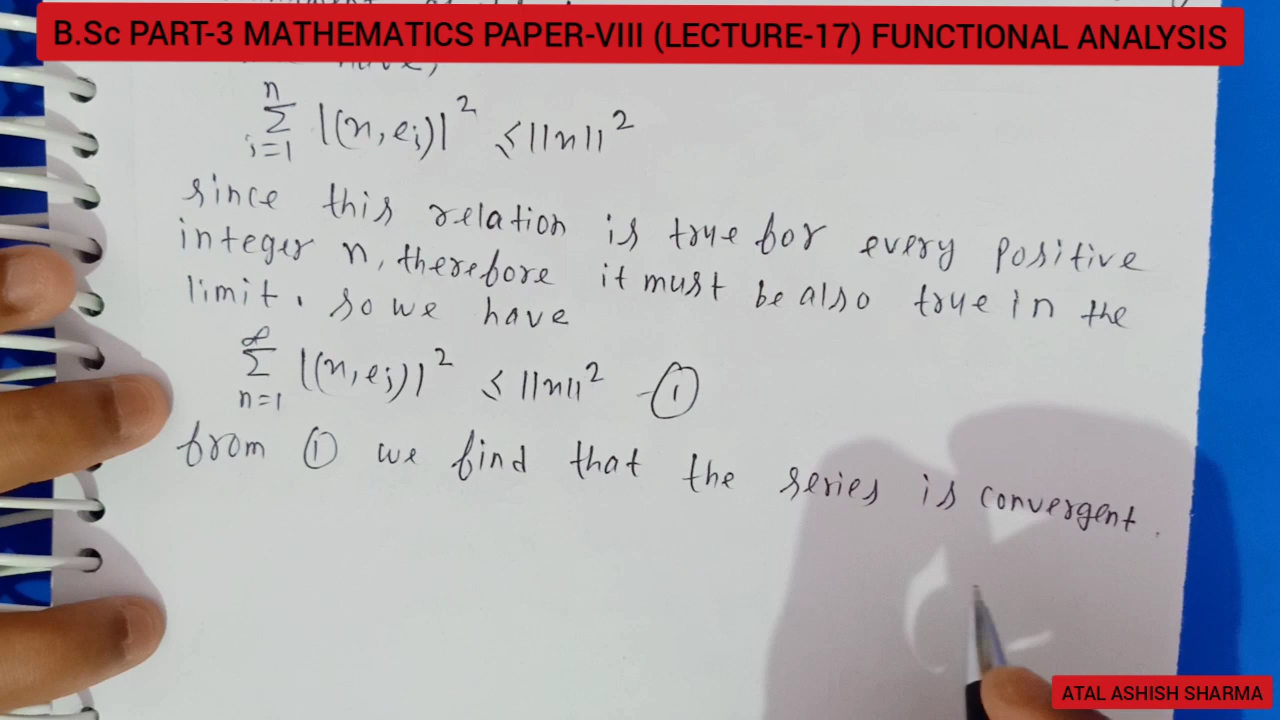 B.Sc PART-3 MATHEMATICS PAPER-VIII (LECTURE-17) FUNCTIONAL ANALYSIS
have,
n
Σ |(n, ei)|² ≤ ||n||²
i=1
since this relation is true for every positive
integer n, therefore it must be also true in the
limit. so we have
∞
Σ |(n, ei)|² ≤ ||n||² - ①
n=1
from ① we find that the series is convergent.
ATAL ASHISH SHARMA